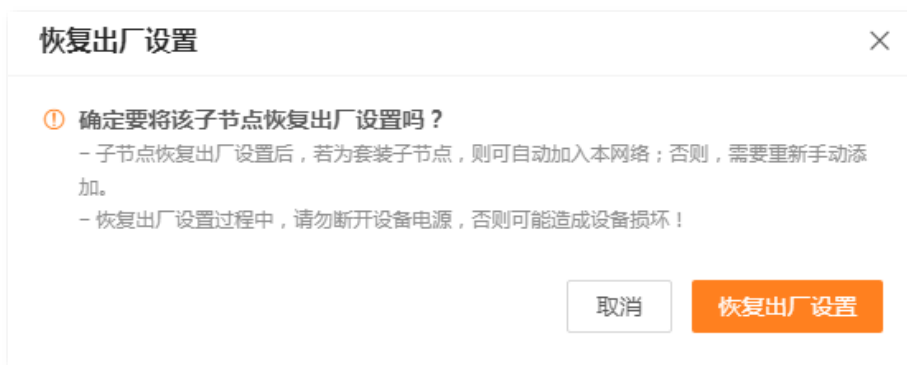 恢复出厂设置
确定要将该子节点恢复出厂设置吗？
- 子节点恢复出厂设置后，若为套装子节点，则可自动加入本网络；否则，需要重新手动添
加。
- 恢复出厂设置过程中，请勿断开设备电源，否则可能造成设备损坏！
取消 恢复出厂设置